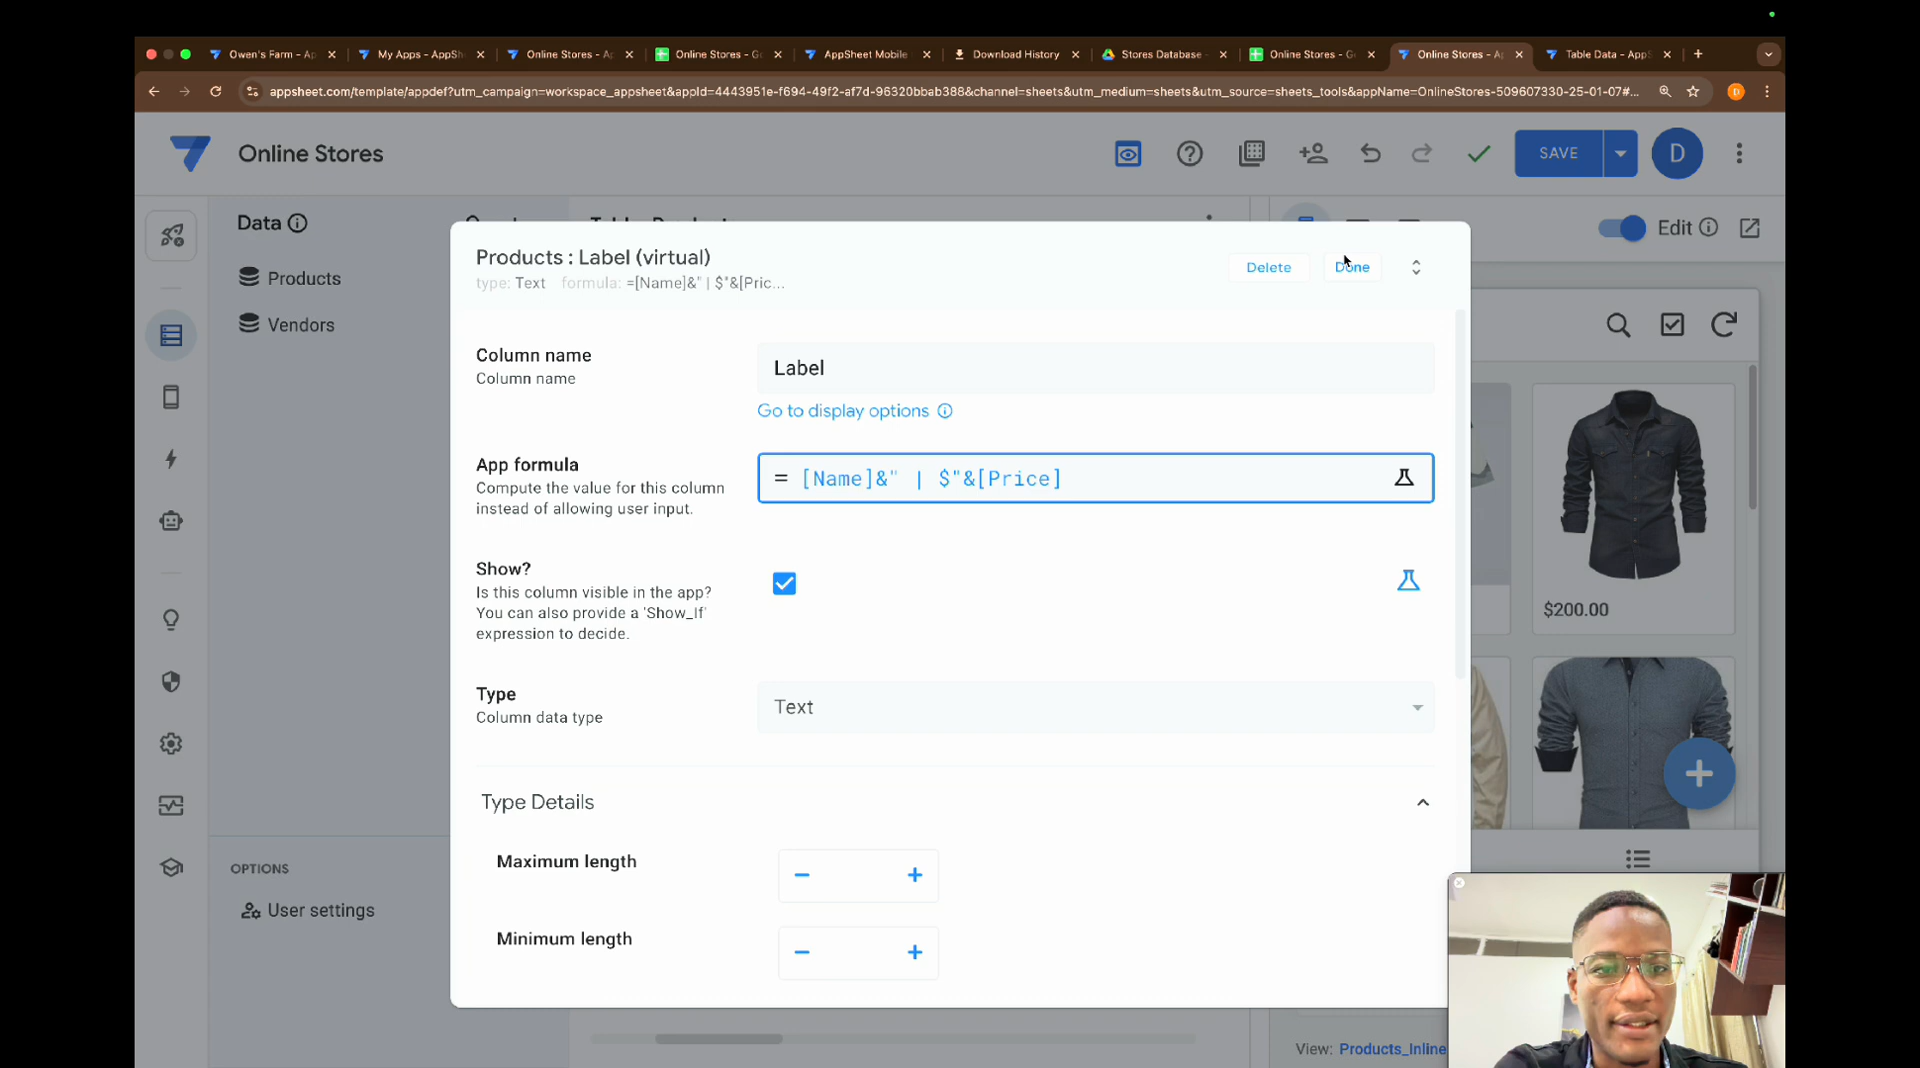 Owen's Farm - Ap
My Apps - AppSh
Online Stores - A
Online Stores - G
AppSheet Mobile
Download History
Stores Database -
Online Stores - G
Online Stores - A
Table Data - AppS
appsheet.com/template/appdef?utm_campaign=workspace_appsheet&appId=4443951e-f694-49f2-af7d-96320bbab388&channel=sheets&utm_medium=sheets&utm_source=sheets_tools&appName=OnlineStores-509607330-25-01-07#...
D
Online Stores
SAVE
D
Data
Edit
Products
Vendors
Products : Label (virtual)
type: Text formula: =[Name]&" | $"&[Pric...
Delete
Done
Column name
Column name
Label
Go to display options
App formula
Compute the value for this column
instead of allowing user input.
= [Name]&" | $"&[Price]
Show?
Is this column visible in the app?
You can also provide a 'Show_If'
expression to decide.
Type
Column data type
Text
Type Details
Maximum length
Minimum length
$200.00
OPTIONS
User settings
View: Products_Inline